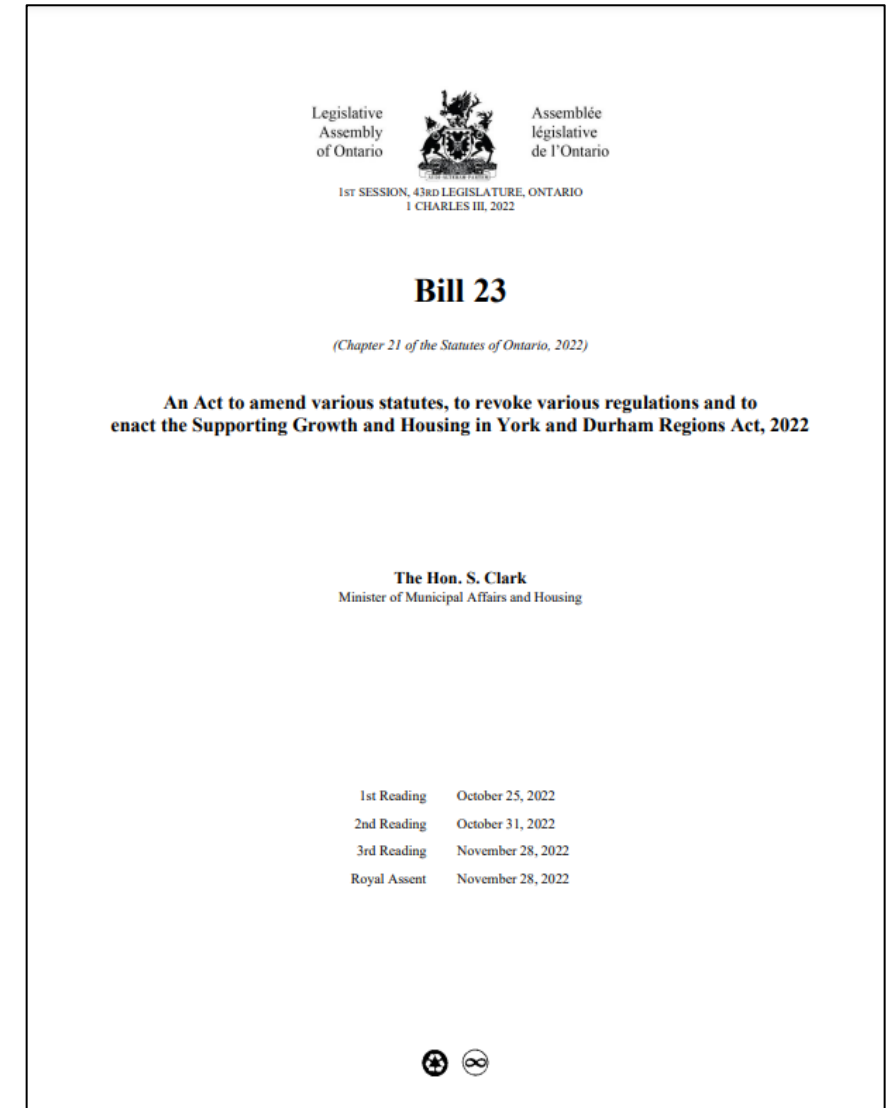 Legislative
Assembly
of Ontario
Assemblée
législative
de l'Ontario
1ST SESSION, 43RD LEGISLATURE, ONTARIO
1 CHARLES III, 2022
Bill 23
(Chapter 21 of the Statutes of Ontario, 2022)
An Act to amend various statutes, to revoke various regulations and to
enact the Supporting Growth and Housing in York and Durham Regions Act, 2022
The Hon. S. Clark
Minister of Municipal Affairs and Housing
1st Reading October 25, 2022
2nd Reading October 31, 2022
3rd Reading November 28, 2022
Royal Assent November 28, 2022